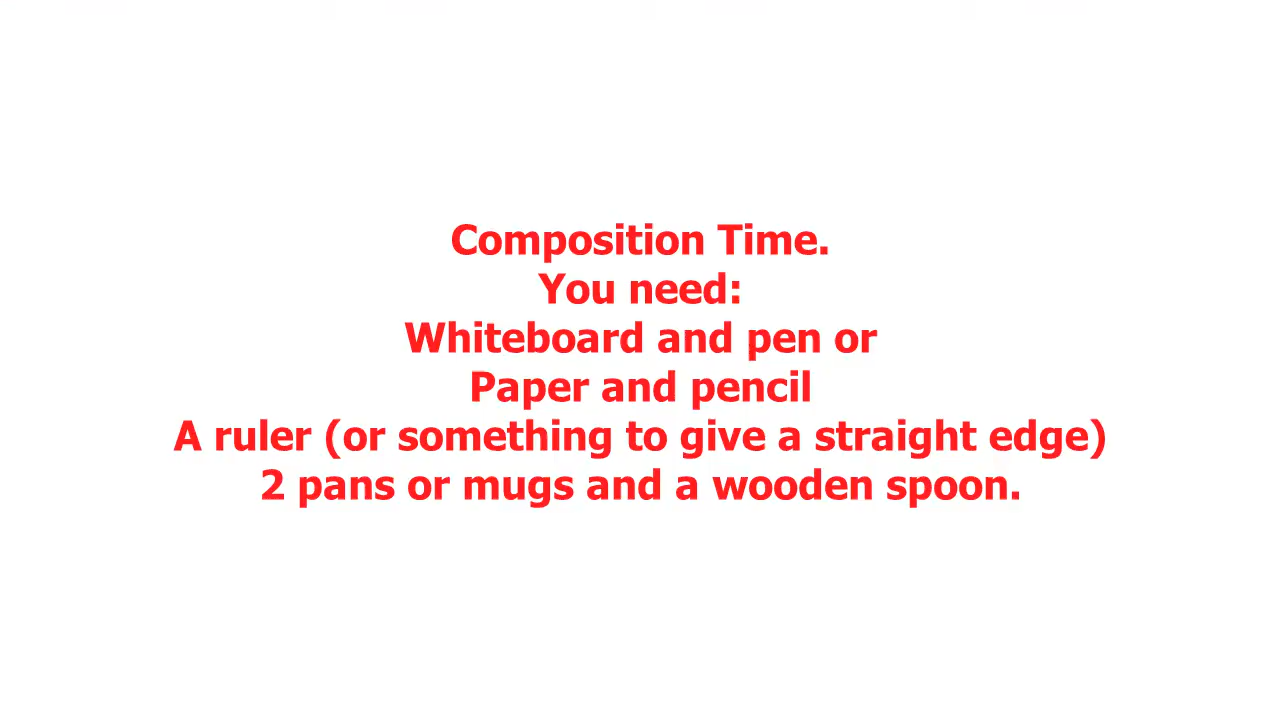 Composition Time.
You need:
Whiteboard and pen or
Paper and pencil
A ruler (or something to give a straight edge)
2 pans or mugs and a wooden spoon.